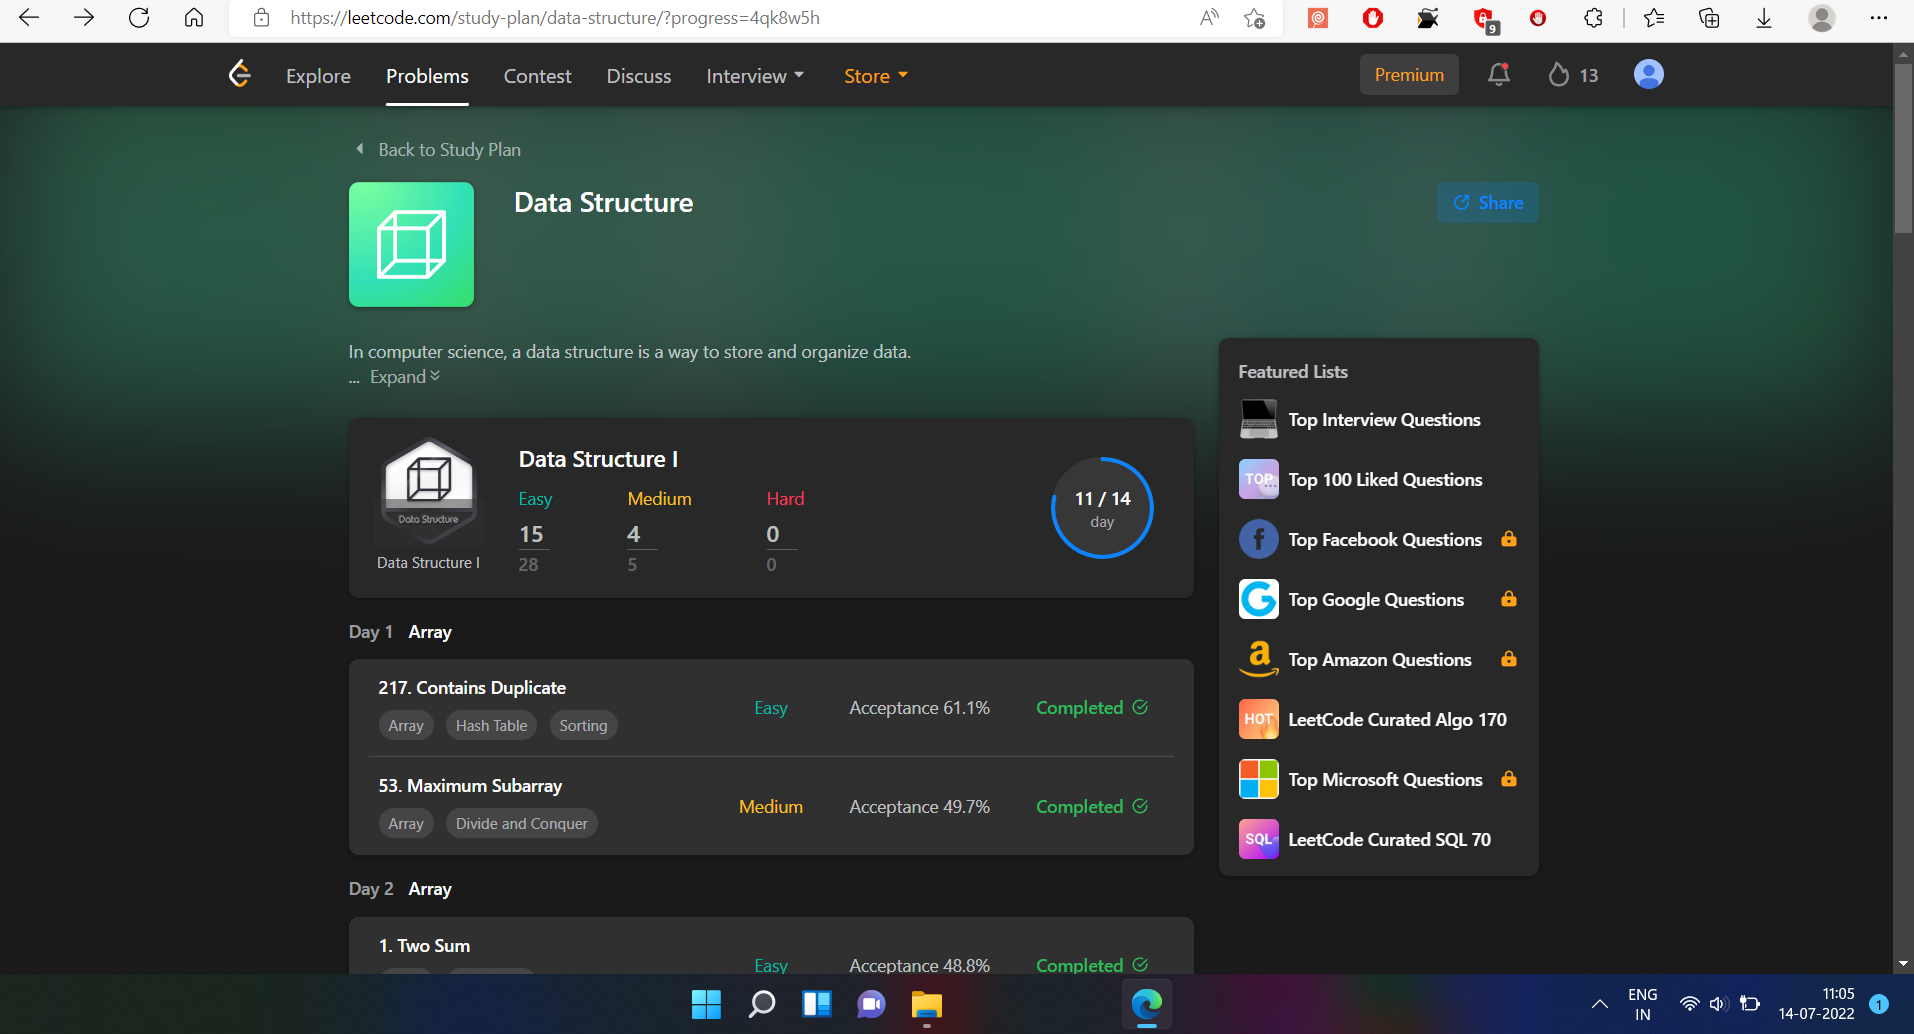 https://leetcode.com/study-plan/data-structure/?progress=4qk8w5h
9
Explore Problems Contest Discuss Interview Store Premium 13
Back to Study Plan
Data Structure
Share
In computer science, a data structure is a way to store and organize data.
... Expand
Data Structure
Data Structure I
Data Structure I
Easy Medium Hard
15 4 0
28 5 0
11 / 14
day
Day 1 Array
217. Contains Duplicate
Array Hash Table Sorting
Easy Acceptance 61.1% Completed
53. Maximum Subarray
Array Divide and Conquer
Medium Acceptance 49.7% Completed
Day 2 Array
1. Two Sum
Easy Acceptance 48.8% Completed
Featured Lists
Top Interview Questions
TOP Top 100 Liked Questions
f Top Facebook Questions
G Top Google Questions
a Top Amazon Questions
HOT LeetCode Curated Algo 170
Top Microsoft Questions
SQL LeetCode Curated SQL 70
ENG
IN
11:05
14-07-2022
1